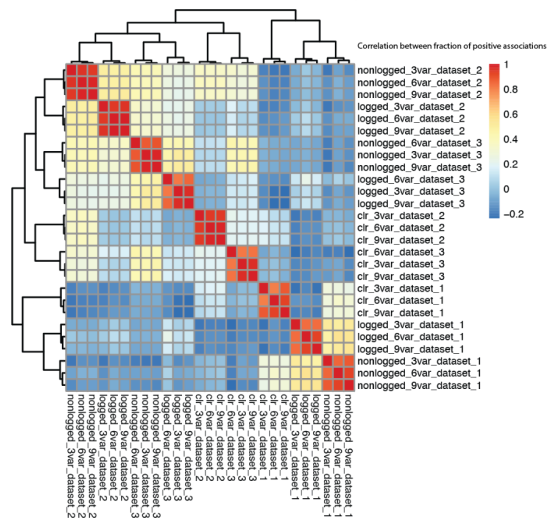 Correlation between fraction of positive associations
1
0.8
0.6
0.4
0.2
0
−0.2
nonlogged_3var_dataset_2
nonlogged_6var_dataset_2
nonlogged_9var_dataset_2
logged_3var_dataset_2
logged_6var_dataset_2
logged_9var_dataset_2
nonlogged_6var_dataset_3
nonlogged_3var_dataset_3
nonlogged_9var_dataset_3
logged_6var_dataset_3
logged_3var_dataset_3
logged_9var_dataset_3
clr_3var_dataset_2
clr_6var_dataset_2
clr_9var_dataset_2
clr_6var_dataset_3
clr_3var_dataset_3
clr_9var_dataset_3
clr_3var_dataset_1
clr_6var_dataset_1
clr_9var_dataset_1
logged_3var_dataset_1
logged_6var_dataset_1
logged_9var_dataset_1
nonlogged_3var_dataset_1
nonlogged_6var_dataset_1
nonlogged_9var_dataset_1
nonlogged_3var_dataset_2
nonlogged_6var_dataset_2
nonlogged_9var_dataset_2
logged_3var_dataset_2
logged_6var_dataset_2
logged_9var_dataset_2
nonlogged_6var_dataset_3
nonlogged_3var_dataset_3
nonlogged_9var_dataset_3
logged_6var_dataset_3
logged_3var_dataset_3
logged_9var_dataset_3
clr_3var_dataset_2
clr_6var_dataset_2
clr_9var_dataset_2
clr_6var_dataset_3
clr_3var_dataset_3
clr_9var_dataset_3
clr_3var_dataset_1
clr_6var_dataset_1
clr_9var_dataset_1
logged_3var_dataset_1
logged_6var_dataset_1
logged_9var_dataset_1
nonlogged_3var_dataset_1
nonlogged_6var_dataset_1
nonlogged_9var_dataset_1